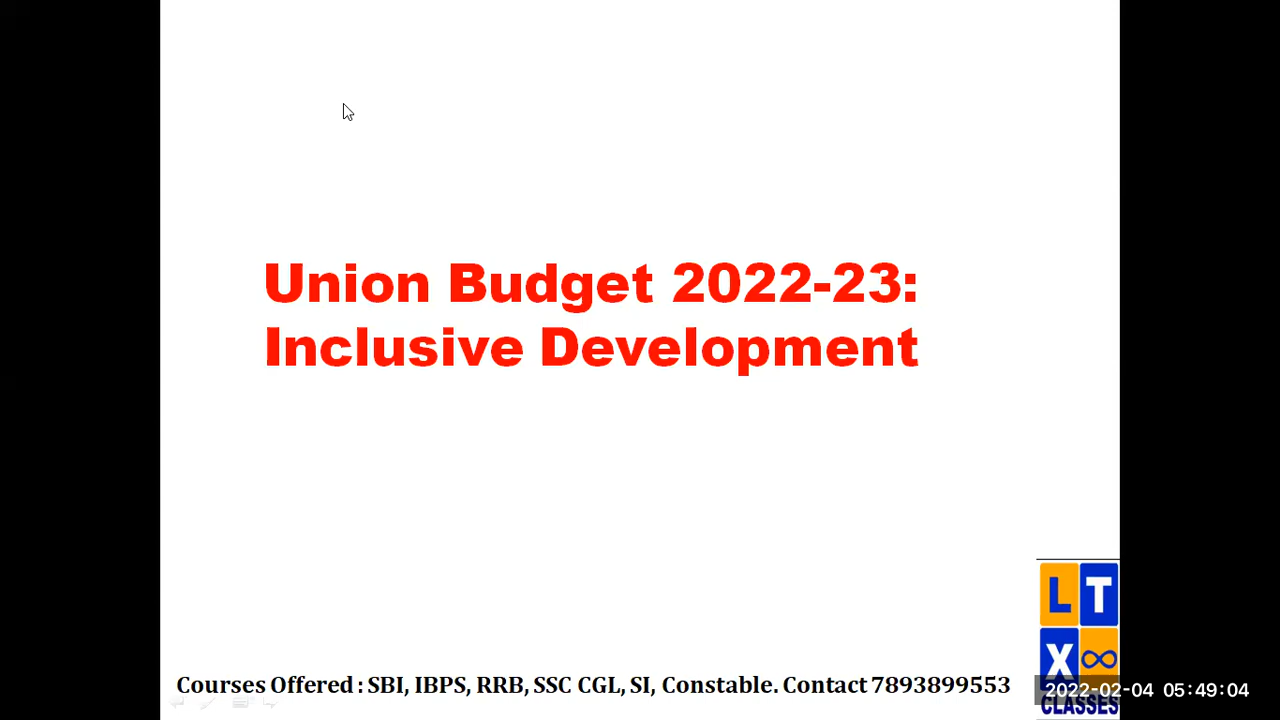 Union Budget 2022-23:
Inclusive Development
L T
X ∞
CLASSES
Courses Offered : SBI, IBPS, RRB, SSC CGL, SI, Constable. Contact 7893899553
2022-02-04 05:49:04